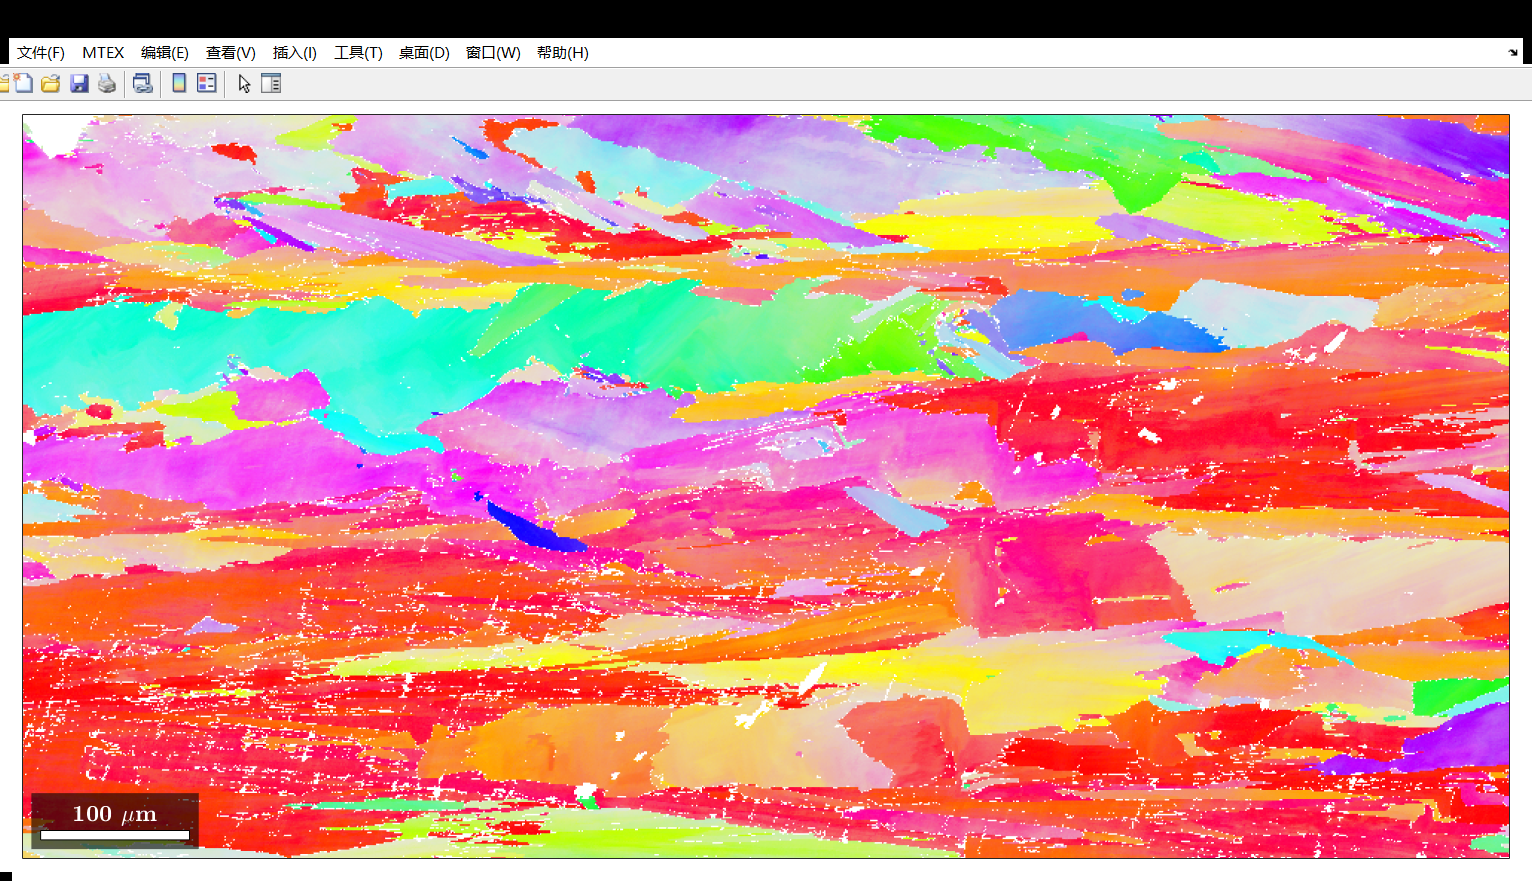 文件(F) MTEX 编辑(E) 查看(V) 插入(I) 工具(T) 桌面(D) 窗口(W) 帮助(H)
100 μm